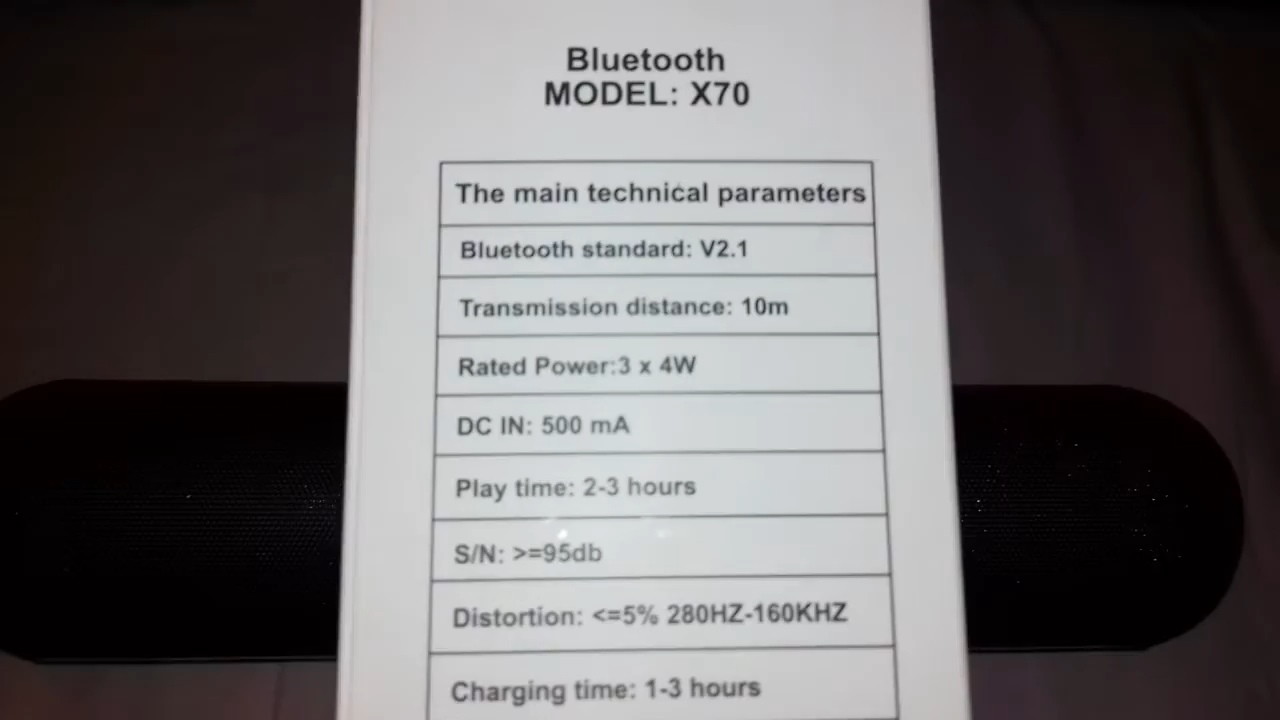 Bluetooth
MODEL: X70
The main technical parameters
Bluetooth standard: V2.1
Transmission distance: 10m
Rated Power:3 x 4W
DC IN: 500 mA
Play time: 2-3 hours
S/N: >=95db
Distortion: <=5% 280HZ-160KHZ
Charging time: 1-3 hours